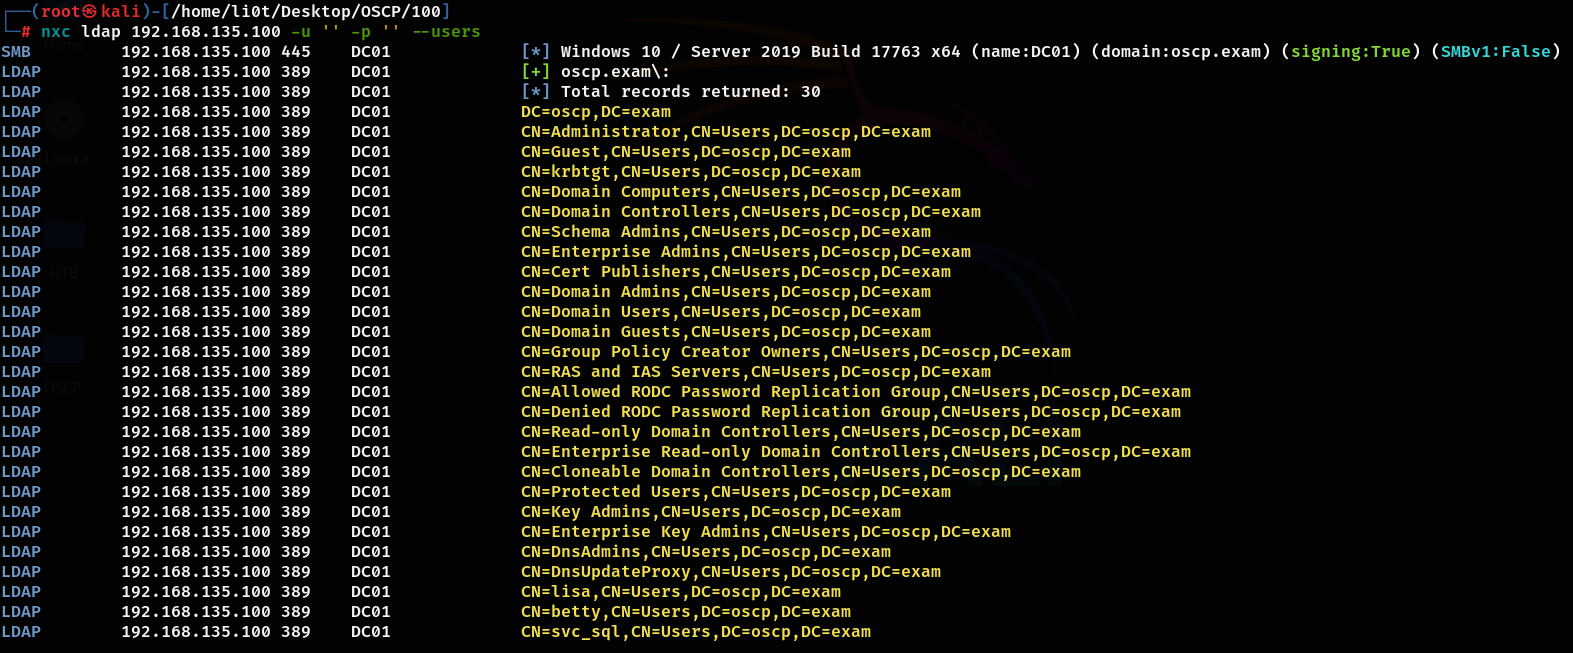 ┌──(root㉿kali)-[/home/li0t/Desktop/OSCP/100]
└─# nxc ldap 192.168.135.100 -u '' -p '' --users
SMB 192.168.135.100 445 DC01 [*] Windows 10 / Server 2019 Build 17763 x64 (name:DC01) (domain:oscp.exam) (signing:True) (SMBv1:False)
LDAP 192.168.135.100 389 DC01 [+] oscp.exam\:
LDAP 192.168.135.100 389 DC01 [*] Total records returned: 30
LDAP 192.168.135.100 389 DC01 DC=oscp,DC=exam
LDAP 192.168.135.100 389 DC01 CN=Administrator,CN=Users,DC=oscp,DC=exam
LDAP 192.168.135.100 389 DC01 CN=Guest,CN=Users,DC=oscp,DC=exam
LDAP 192.168.135.100 389 DC01 CN=krbtgt,CN=Users,DC=oscp,DC=exam
LDAP 192.168.135.100 389 DC01 CN=Domain Computers,CN=Users,DC=oscp,DC=exam
LDAP 192.168.135.100 389 DC01 CN=Domain Controllers,CN=Users,DC=oscp,DC=exam
LDAP 192.168.135.100 389 DC01 CN=Schema Admins,CN=Users,DC=oscp,DC=exam
LDAP 192.168.135.100 389 DC01 CN=Enterprise Admins,CN=Users,DC=oscp,DC=exam
LDAP 192.168.135.100 389 DC01 CN=Cert Publishers,CN=Users,DC=oscp,DC=exam
LDAP 192.168.135.100 389 DC01 CN=Domain Admins,CN=Users,DC=oscp,DC=exam
LDAP 192.168.135.100 389 DC01 CN=Domain Users,CN=Users,DC=oscp,DC=exam
LDAP 192.168.135.100 389 DC01 CN=Domain Guests,CN=Users,DC=oscp,DC=exam
LDAP 192.168.135.100 389 DC01 CN=Group Policy Creator Owners,CN=Users,DC=oscp,DC=exam
LDAP 192.168.135.100 389 DC01 CN=RAS and IAS Servers,CN=Users,DC=oscp,DC=exam
LDAP 192.168.135.100 389 DC01 CN=Allowed RODC Password Replication Group,CN=Users,DC=oscp,DC=exam
LDAP 192.168.135.100 389 DC01 CN=Denied RODC Password Replication Group,CN=Users,DC=oscp,DC=exam
LDAP 192.168.135.100 389 DC01 CN=Read-only Domain Controllers,CN=Users,DC=oscp,DC=exam
LDAP 192.168.135.100 389 DC01 CN=Enterprise Read-only Domain Controllers,CN=Users,DC=oscp,DC=exam
LDAP 192.168.135.100 389 DC01 CN=Cloneable Domain Controllers,CN=Users,DC=oscp,DC=exam
LDAP 192.168.135.100 389 DC01 CN=Protected Users,CN=Users,DC=oscp,DC=exam
LDAP 192.168.135.100 389 DC01 CN=Key Admins,CN=Users,DC=oscp,DC=exam
LDAP 192.168.135.100 389 DC01 CN=Enterprise Key Admins,CN=Users,DC=oscp,DC=exam
LDAP 192.168.135.100 389 DC01 CN=DnsAdmins,CN=Users,DC=oscp,DC=exam
LDAP 192.168.135.100 389 DC01 CN=DnsUpdateProxy,CN=Users,DC=oscp,DC=exam
LDAP 192.168.135.100 389 DC01 CN=lisa,CN=Users,DC=oscp,DC=exam
LDAP 192.168.135.100 389 DC01 CN=betty,CN=Users,DC=oscp,DC=exam
LDAP 192.168.135.100 389 DC01 CN=svc_sql,CN=Users,DC=oscp,DC=exam
Home
Linux a...
HTB
OSCP